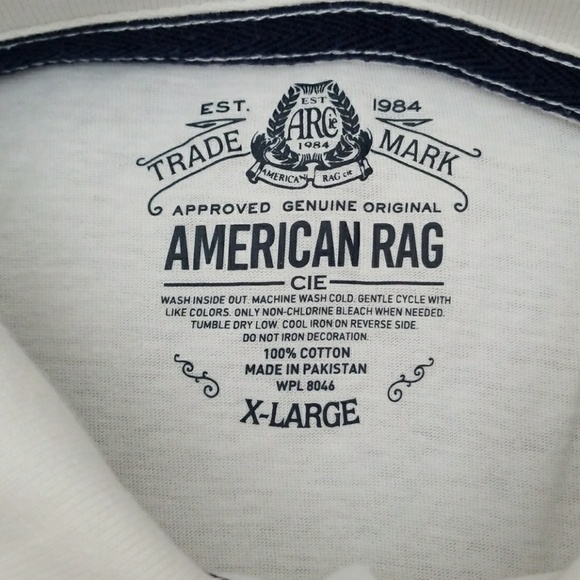 EST. 1984
EST
ARCie
1984
AMERICAN RAG cie
TRADE MARK
APPROVED GENUINE ORIGINAL
AMERICAN RAG
CIE
WASH INSIDE OUT. MACHINE WASH COLD. GENTLE CYCLE WITH
LIKE COLORS. ONLY NON-CHLORINE BLEACH WHEN NEEDED.
TUMBLE DRY LOW. COOL IRON ON REVERSE SIDE.
DO NOT IRON DECORATION.
100% COTTON
MADE IN PAKISTAN
WPL 8046
X-LARGE